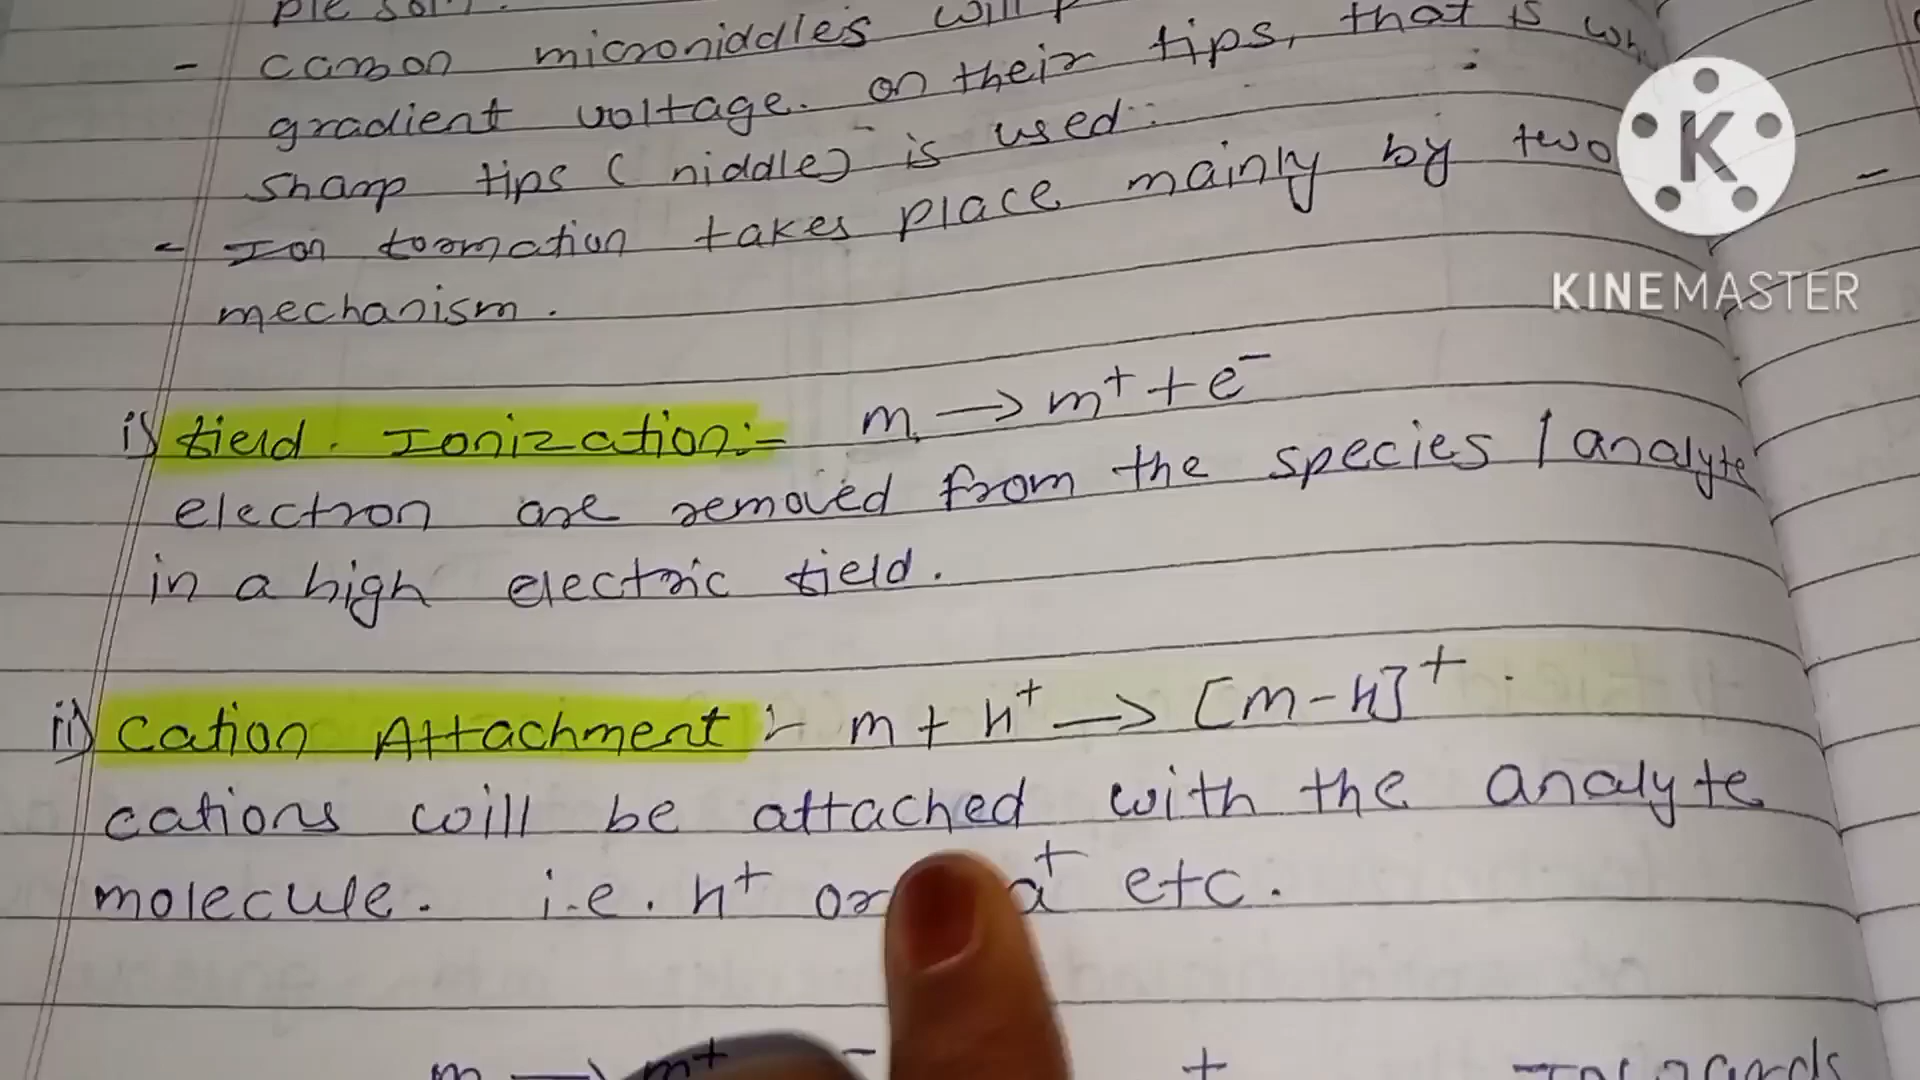 ple soln.
- carbon microniddles will
gradient voltage. on their tips, that is
sharp tips (niddle) is used.
- Ion formation takes place mainly by two
mechanism.
K
KINEMASTER
i) field Ionization:- m → m⁺ + e⁻
electron are removed from the species / analyte
in a high electric field.
ii) Cation Attachment :- m + H⁺ → [m-H]⁺.
cations will be attached with the analyte
molecule. i.e. H⁺ or a⁺ etc.
m → m⁺ - +